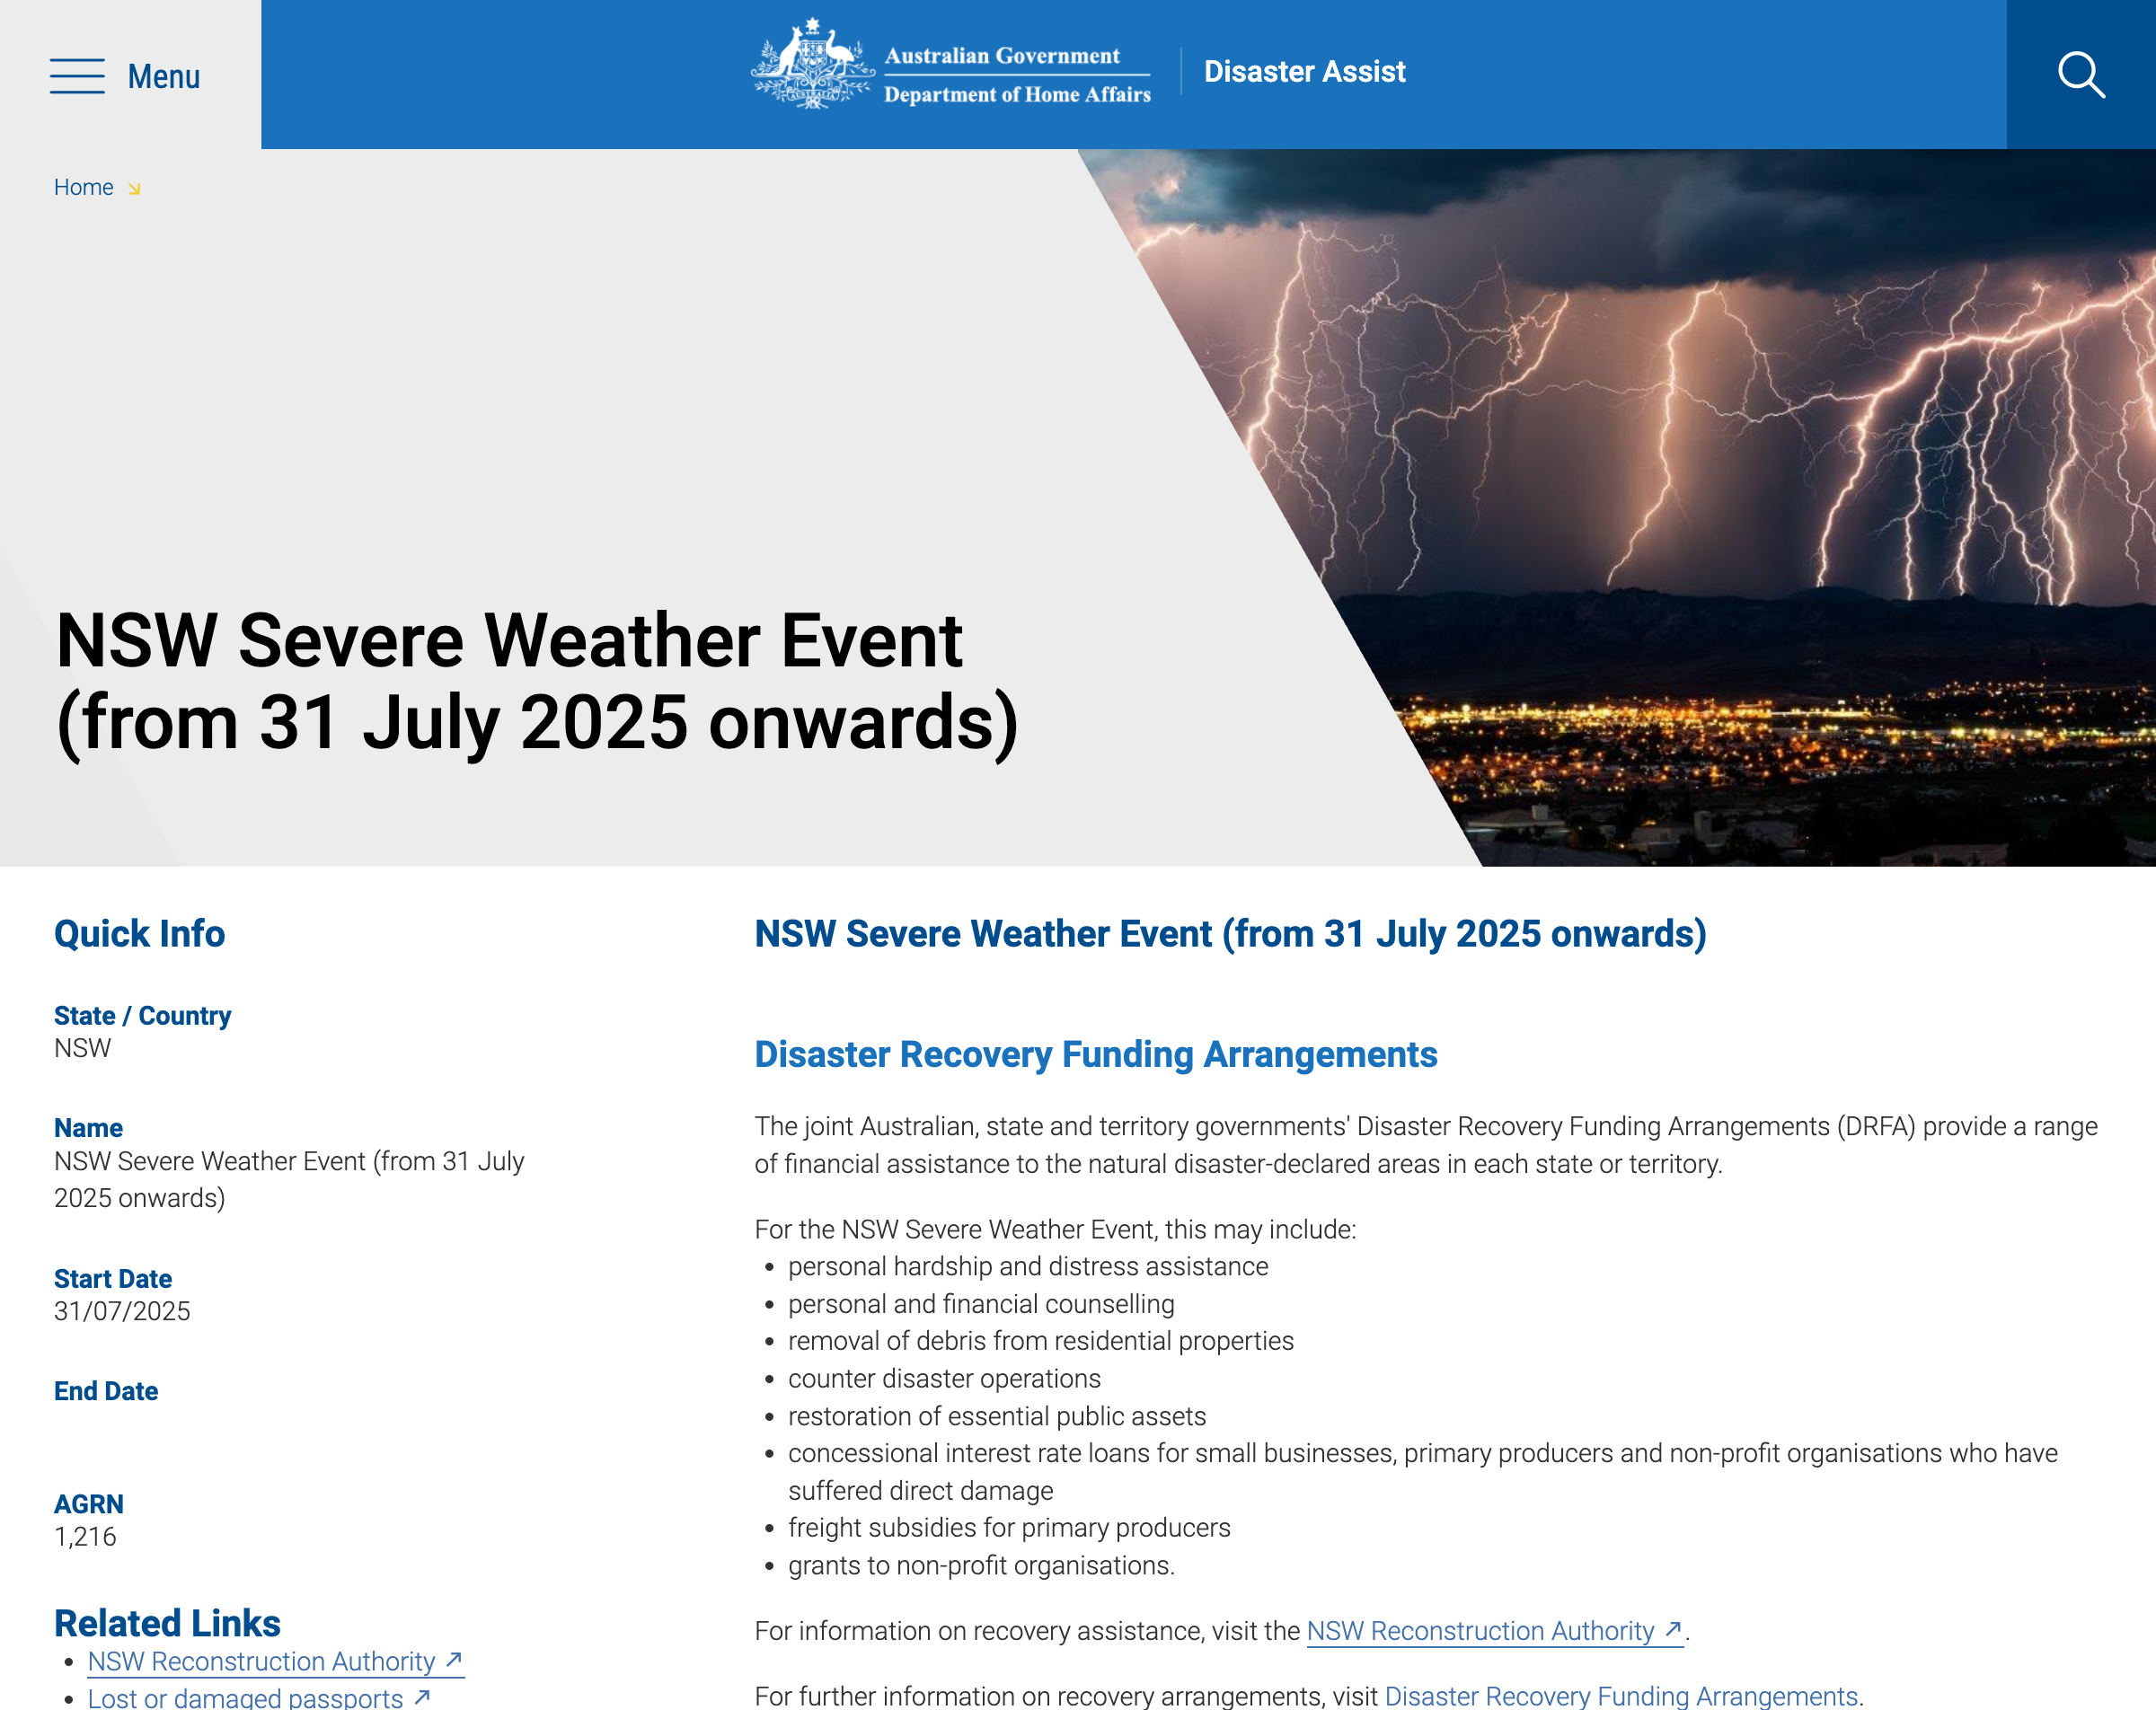 Menu
Australian Government
Department of Home Affairs
Disaster Assist
Home
NSW Severe Weather Event
(from 31 July 2025 onwards)
Quick Info
State / Country
NSW
Name
NSW Severe Weather Event (from 31 July
2025 onwards)
Start Date
31/07/2025
End Date
AGRN
1,216
Related Links
• NSW Reconstruction Authority ↗
• Lost or damaged passports ↗
NSW Severe Weather Event (from 31 July 2025 onwards)
Disaster Recovery Funding Arrangements
The joint Australian, state and territory governments' Disaster Recovery Funding Arrangements (DRFA) provide a range
of financial assistance to the natural disaster-declared areas in each state or territory.
For the NSW Severe Weather Event, this may include:
• personal hardship and distress assistance
• personal and financial counselling
• removal of debris from residential properties
• counter disaster operations
• restoration of essential public assets
• concessional interest rate loans for small businesses, primary producers and non-profit organisations who have
suffered direct damage
• freight subsidies for primary producers
• grants to non-profit organisations.
For information on recovery assistance, visit the NSW Reconstruction Authority ↗.
For further information on recovery arrangements, visit Disaster Recovery Funding Arrangements.